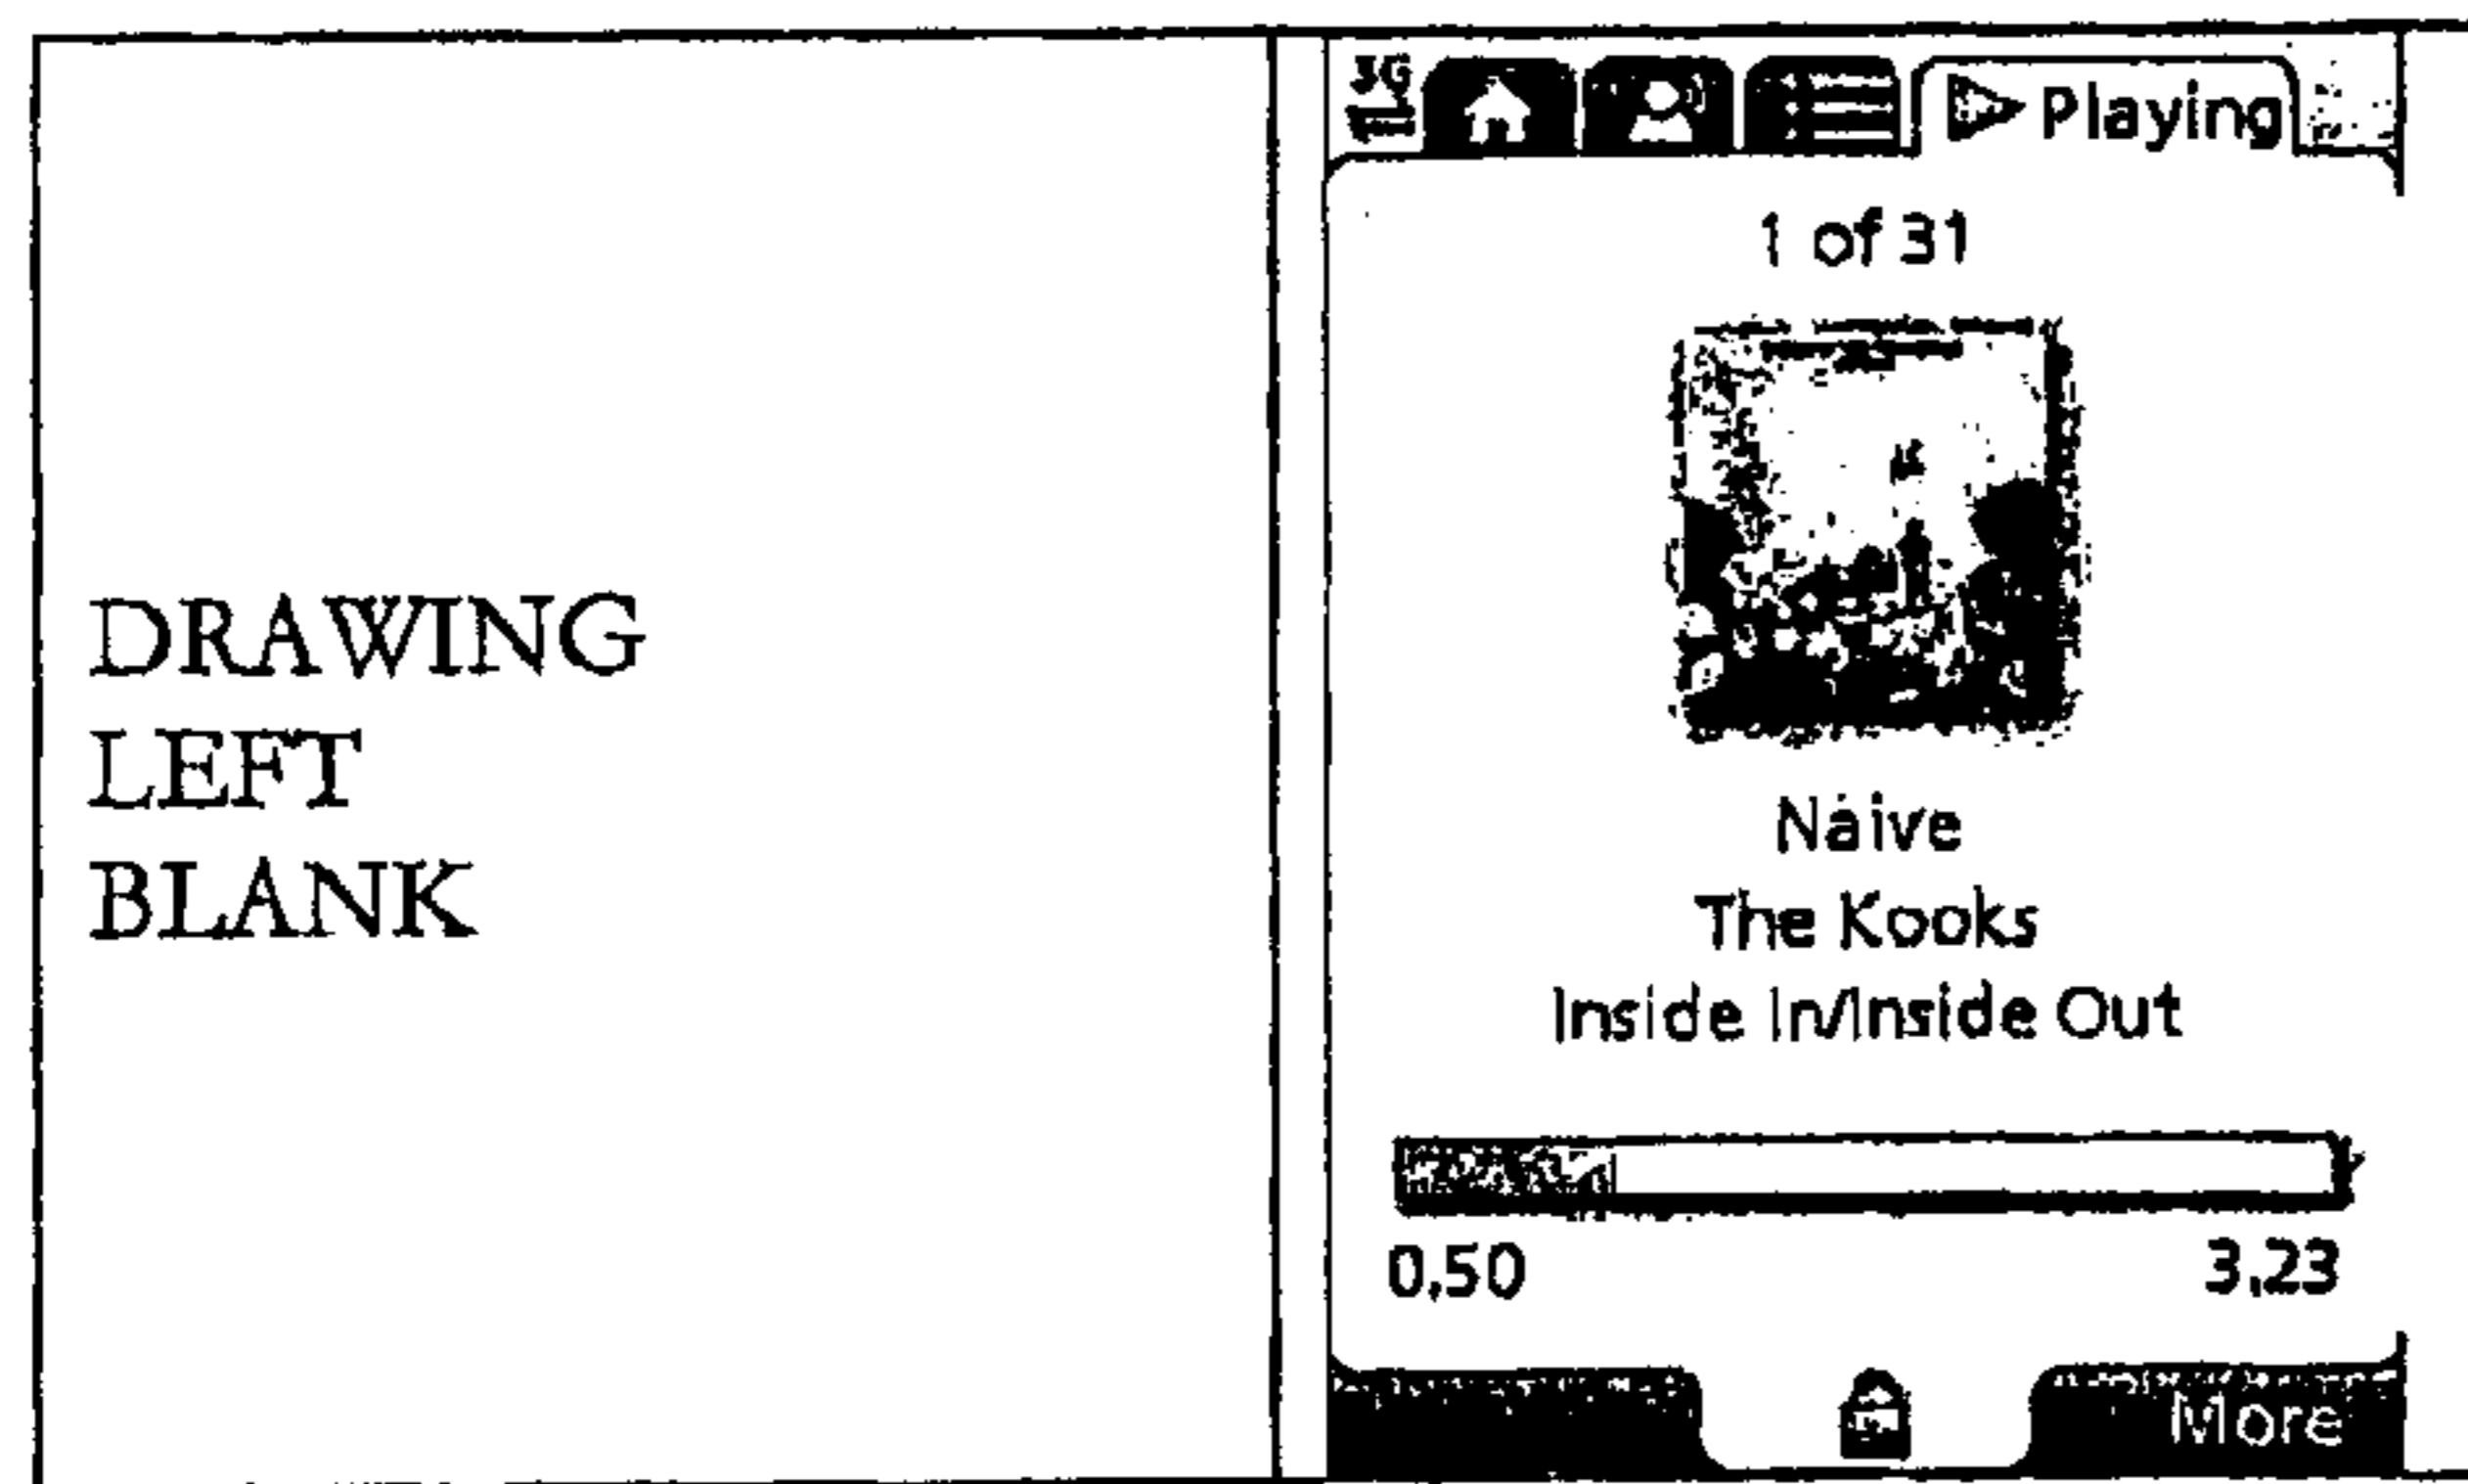 DRAWING
LEFT
BLANK
3G
Playing
1 of 31
Naive
The Kooks
Inside In/Inside Out
0,50 3,23
More